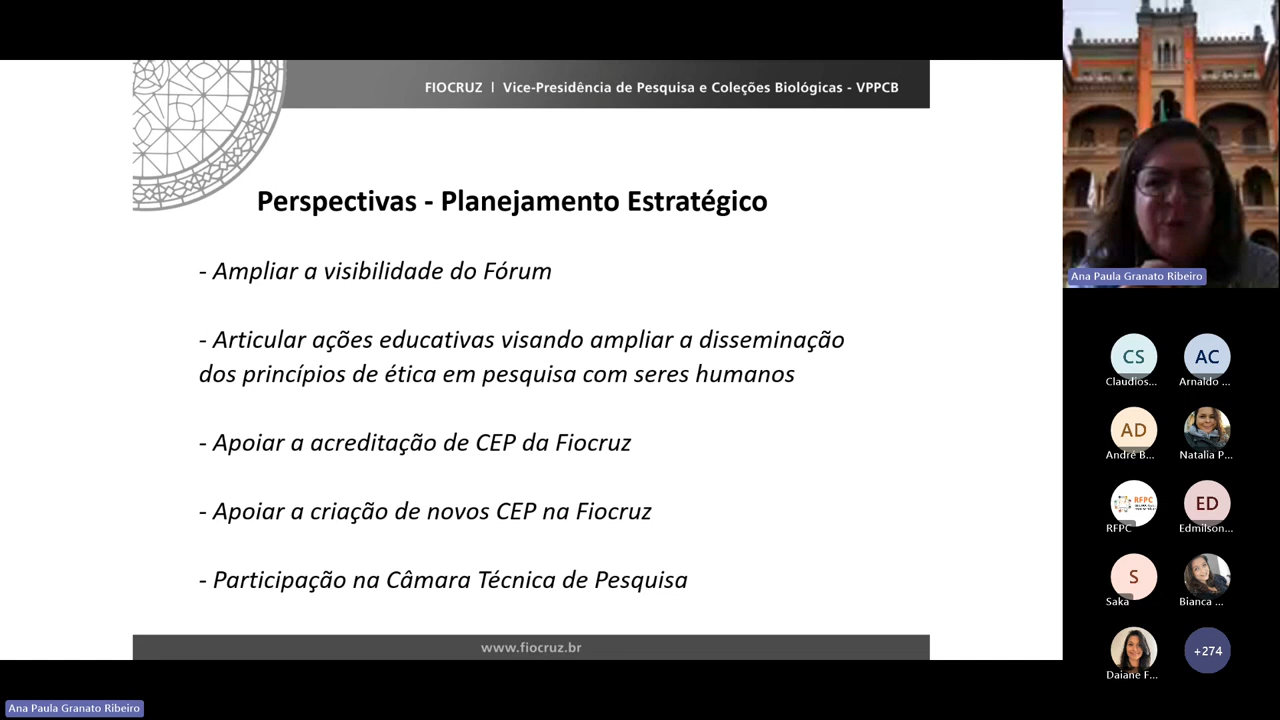 FIOCRUZ | Vice-Presidência de Pesquisa e Coleções Biológicas - VPPCB
Perspectivas - Planejamento Estratégico
- Ampliar a visibilidade do Fórum
- Articular ações educativas visando ampliar a disseminação
dos princípios de ética em pesquisa com seres humanos
- Apoiar a acreditação de CEP da Fiocruz
- Apoiar a criação de novos CEP na Fiocruz
- Participação na Câmara Técnica de Pesquisa
www.fiocruz.br
Ana Paula Granato Ribeiro
CS
Claudios...
AC
Arnaldo ...
AD
André B...
Natalia P...
RFPC
RFPC
ED
Edmilson...
S
Saka
Bianca ...
Daiane F...
+274
Ana Paula Granato Ribeiro